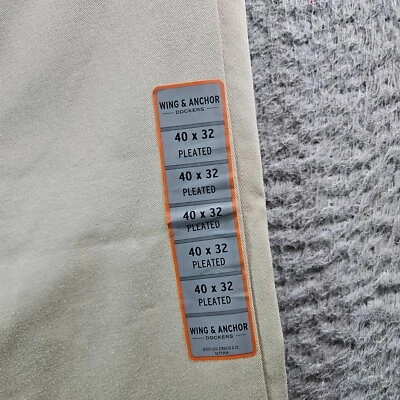 WING & ANCHOR
DOCKERS
40 x 32
PLEATED
40 x 32
PLEATED
40 x 32
PLEATED
40 x 32
PLEATED
40 x 32
PLEATED
WING & ANCHOR
DOCKERS